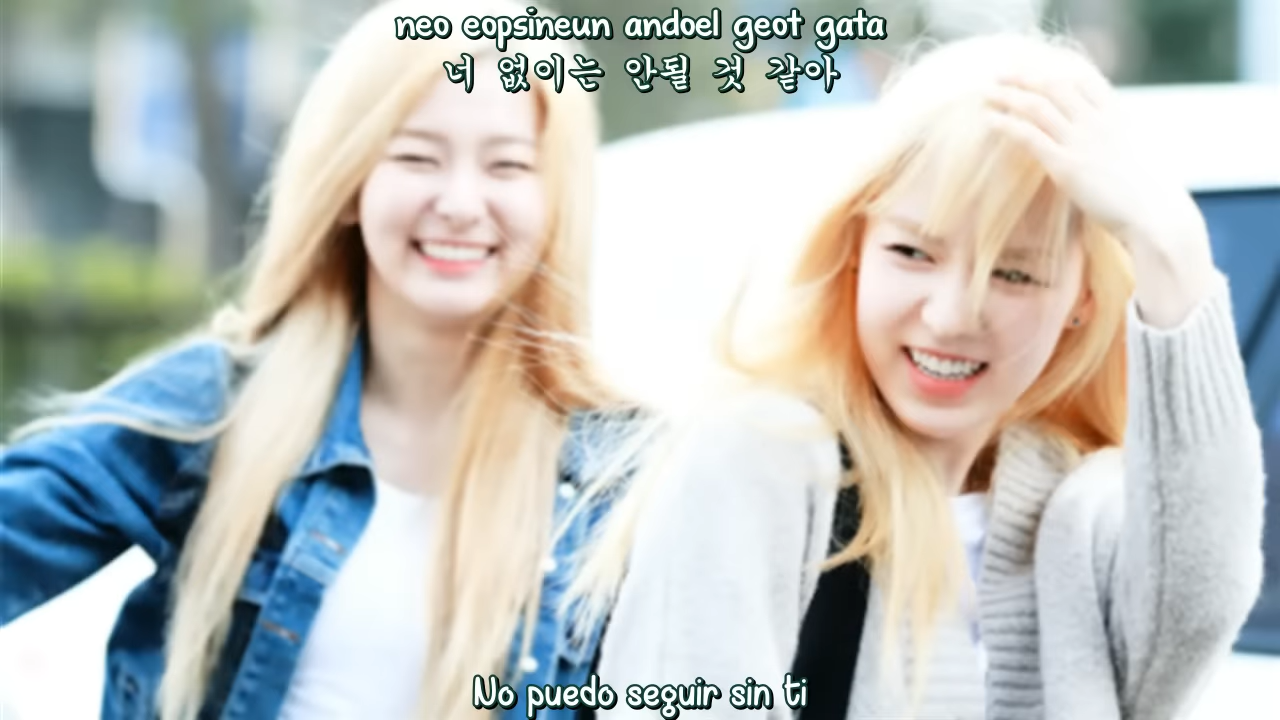 neo eopsineun andoel geot gata
너 없이는 안될 것 같아
No puedo seguir sin ti